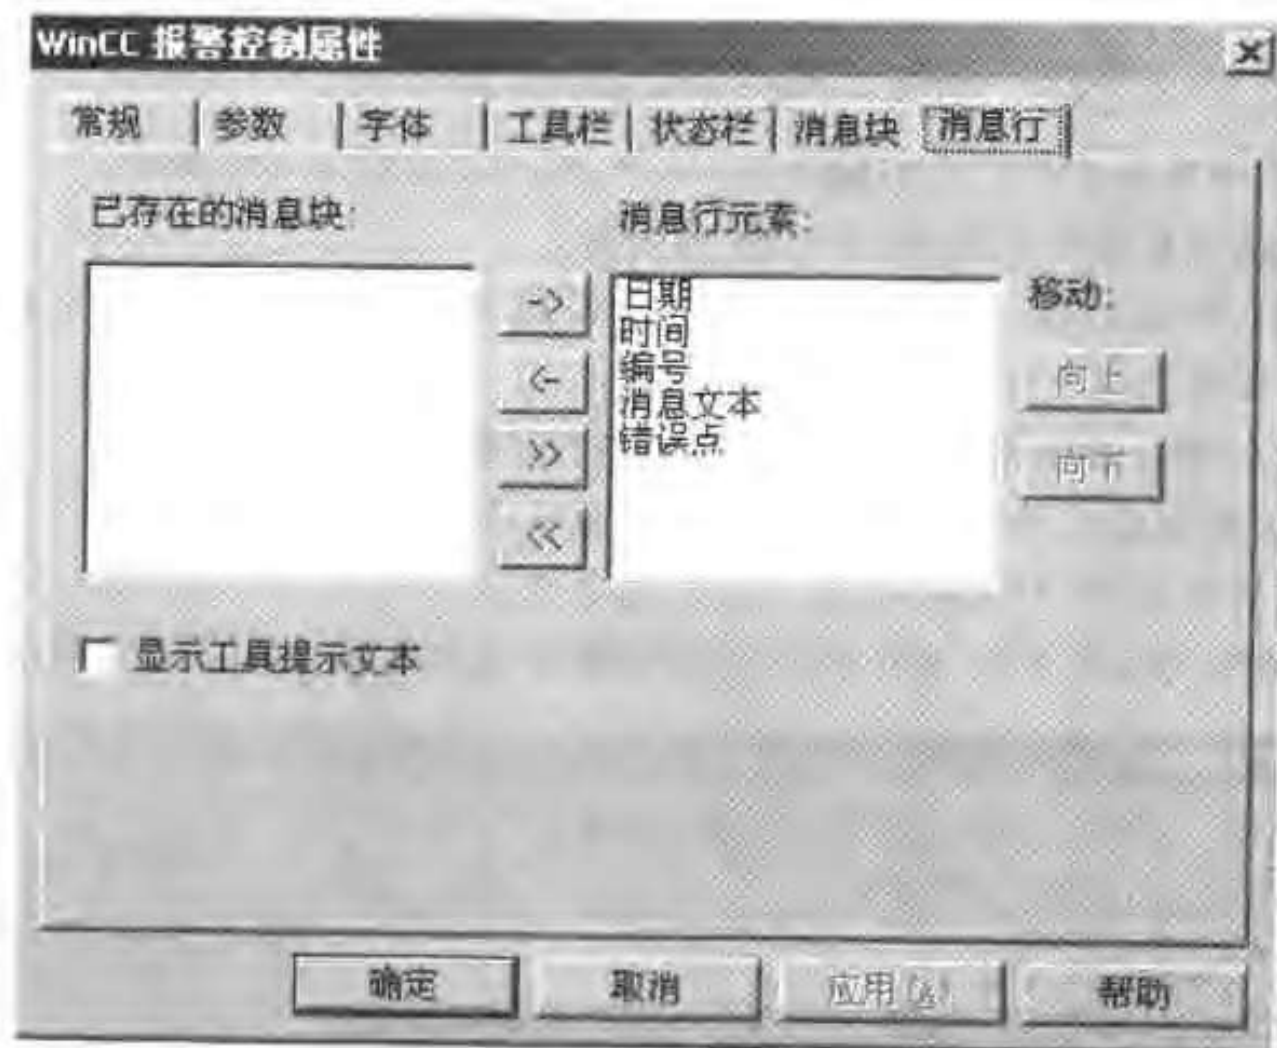 WinCC 报警控制属性
常规 参数 字体 工具栏 状态栏 消息块 消息行
已存在的消息块: 消息行元素:
日期 移动:
->
时间
编号 向上
<-
消息文本
错误点 向下
>>
<<
显示工具提示文本
确定 取消 应用(A) 帮助